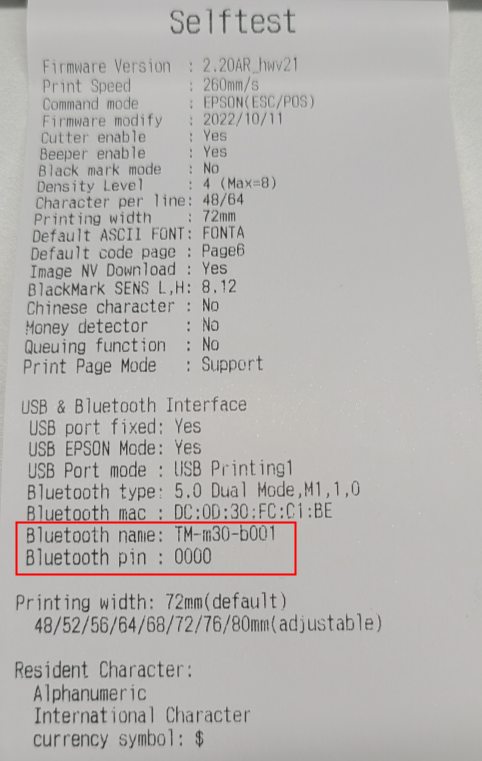 Selftest
Firmware Version : 2.20AR_hwv21
Print Speed : 260mm/s
Command mode : EPSON(ESC/POS)
Firmware modify : 2022/10/11
Cutter enable : Yes
Beeper enable : Yes
Black mark mode : No
Density Level : 4 (Max=8)
Character per line: 48/64
Printing width : 72mm
Default ASCII FONT: FONTA
Default code page : Page6
Image NV Download : Yes
BlackMark SENS L,H: 8.12
Chinese character : No
Money detector : No
Queuing function : No
Print Page Mode : Support
USB & Bluetooth Interface
USB port fixed: Yes
USB EPSON Mode: Yes
USB Port mode : USB Printing1
Bluetooth type: 5.0 Dual Mode,M1,1,0
Bluetooth mac : DC:0D:30:FC:C1:BE
Bluetooth name: TM-m30-b001
Bluetooth pin : 0000
Printing width: 72mm(default)
48/52/56/64/68/72/76/80mm(adjustable)
Resident Character:
Alphanumeric
International Character
currency symbol: $